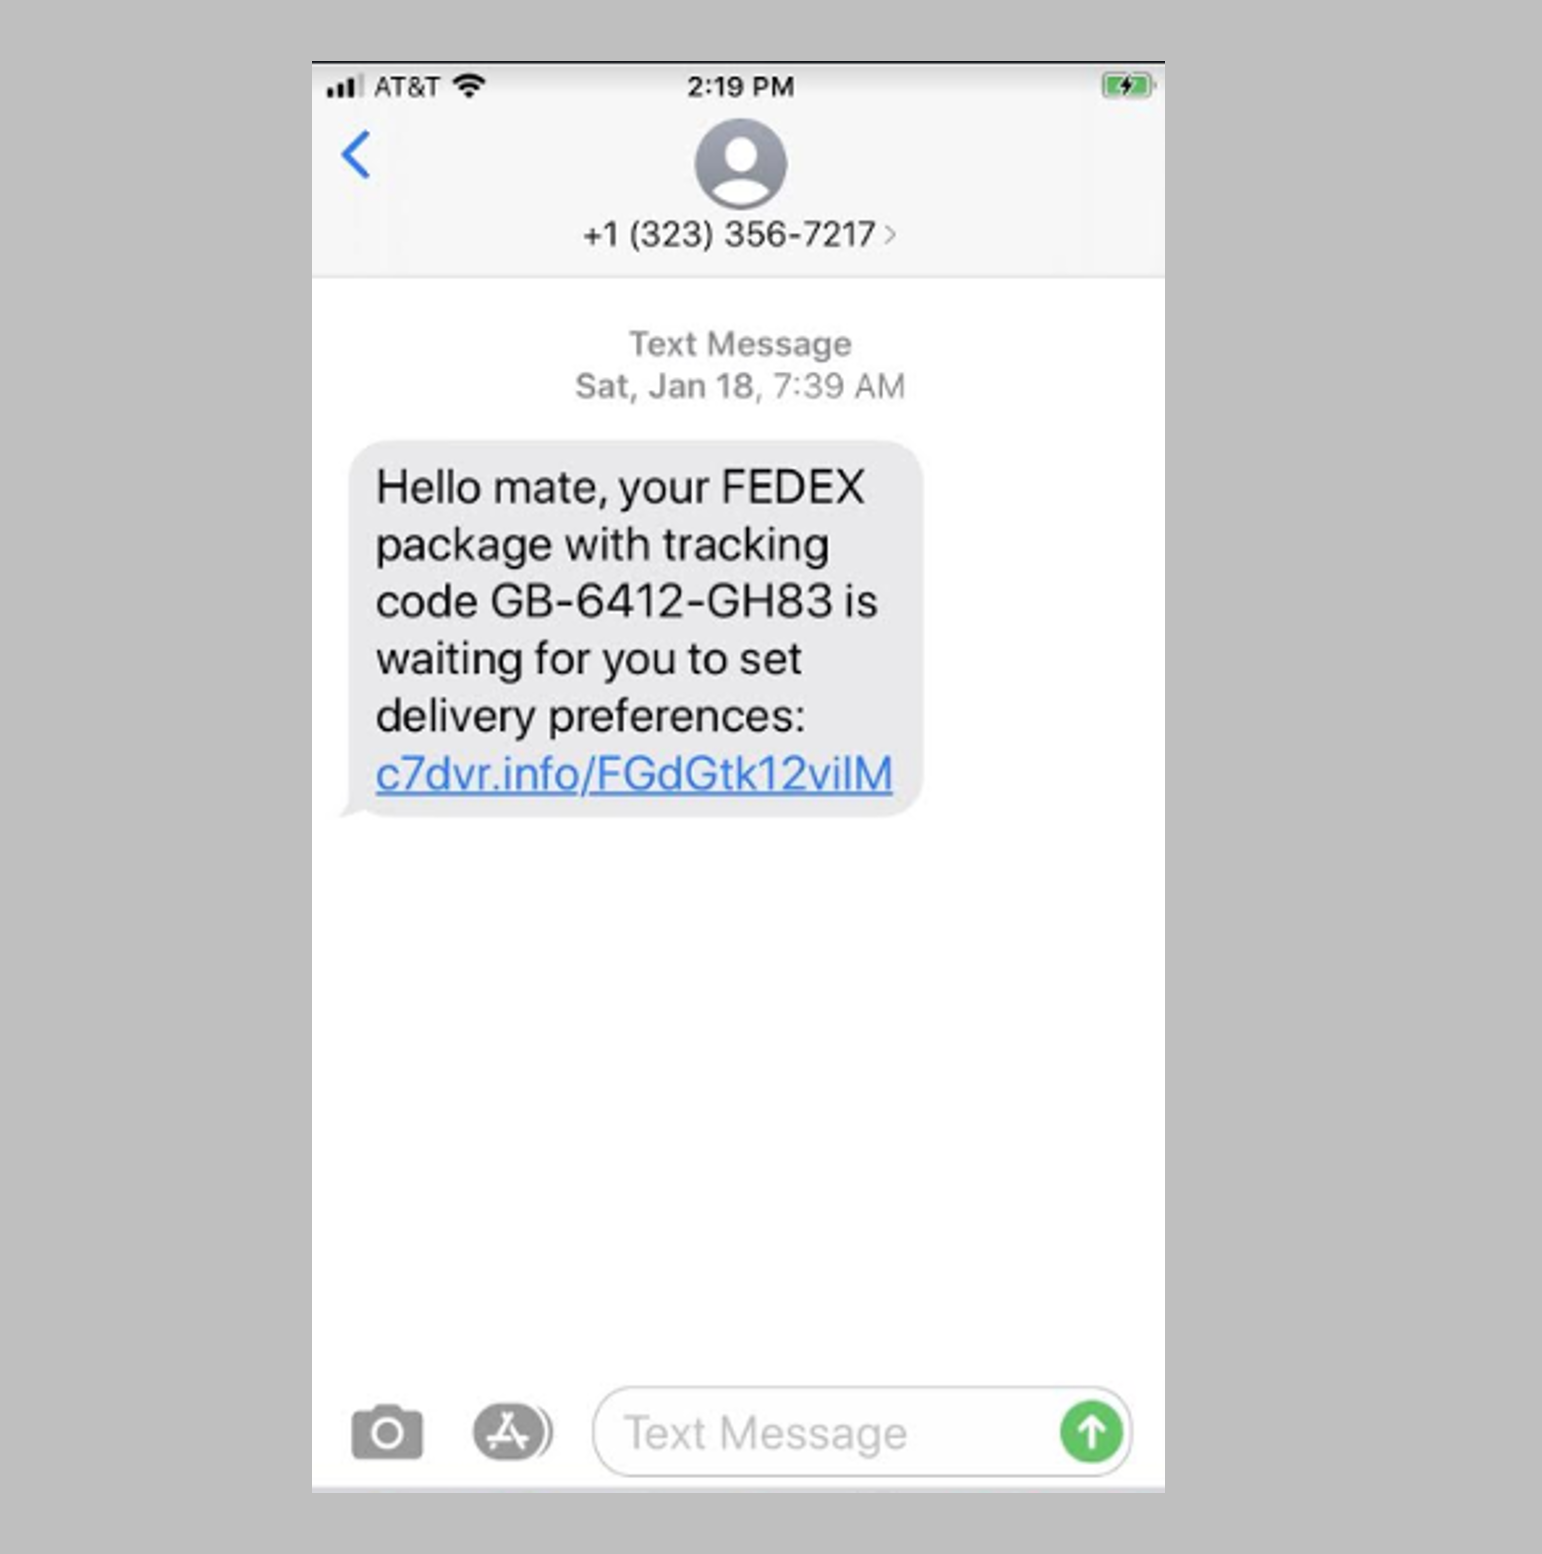 AT&T 2:19 PM
+1 (323) 356-7217
Text Message
Sat, Jan 18, 7:39 AM
Hello mate, your FEDEX
package with tracking
code GB-6412-GH83 is
waiting for you to set
delivery preferences:
c7dvr.info/FGdGtk12vilM
Text Message